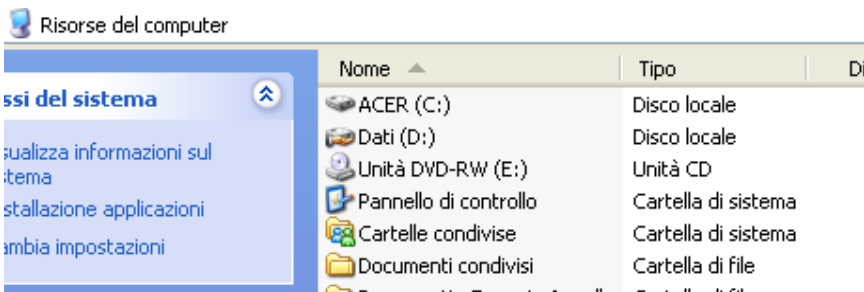 Risorse del computer
ssi del sistema
sualizza informazioni sul
stema
stallazione applicazioni
ambia impostazioni
Nome Tipo Di
ACER (C:) Disco locale
Dati (D:) Disco locale
Unità DVD-RW (E:) Unità CD
Pannello di controllo Cartella di sistema
Cartelle condivise Cartella di sistema
Documenti condivisi Cartella di file